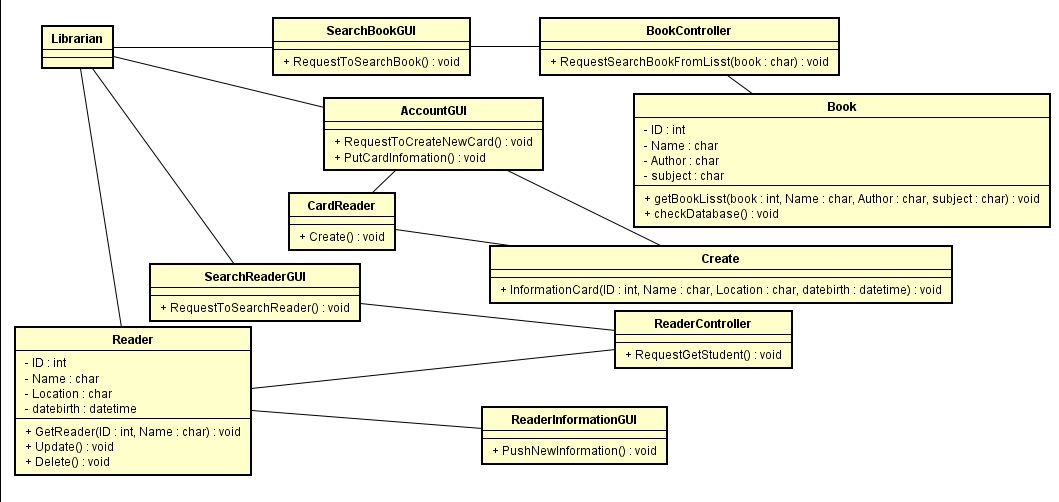 Librarian
SearchBookGUI
+ RequestToSearchBook() : void
BookController
+ RequestSearchBookFromLisst(book : char) : void
AccountGUI
+ RequestToCreateNewCard() : void
+ PutCardInfomation() : void
Book
- ID : int
- Name : char
- Author : char
- subject : char
+ getBookLisst(book : int, Name : char, Author : char, subject : char) : void
+ checkDatabase() : void
CardReader
+ Create() : void
Create
+ InformationCard(ID : int, Name : char, Location : char, datebirth : datetime) : void
SearchReaderGUI
+ RequestToSearchReader() : void
ReaderController
+ RequestGetStudent() : void
Reader
- ID : int
- Name : char
- Location : char
- datebirth : datetime
+ GetReader(ID : int, Name : char) : void
+ Update() : void
+ Delete() : void
ReaderInformationGUI
+ PushNewInformation() : void